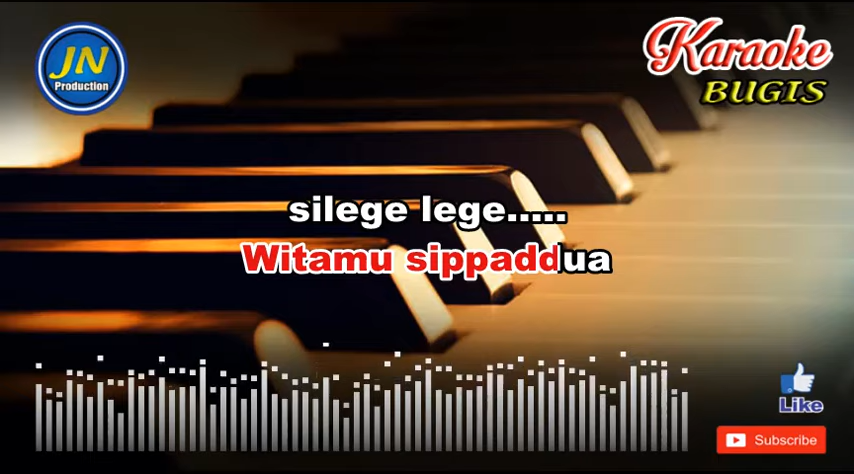 JN
Production
Karaoke
BUGIS
silege lege.....
Witamu sippaddua
Like
Subscribe